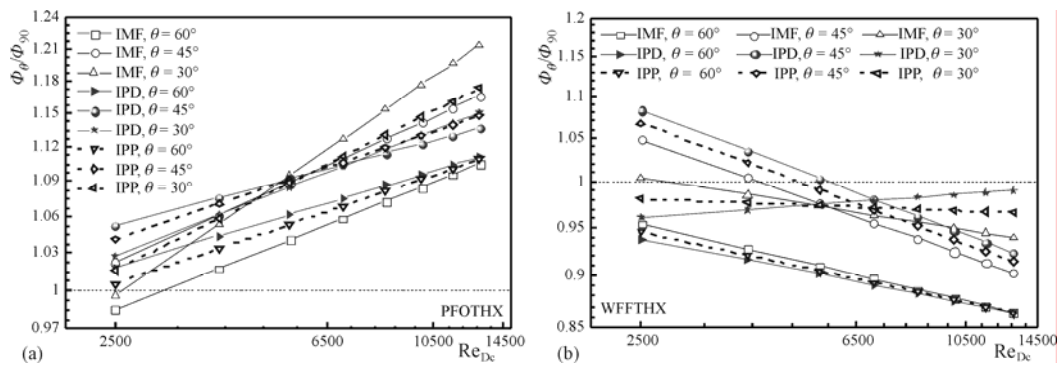 Φθ/Φ90
1.24
1.21
1.18
1.15
1.12
1.09
1.06
1.03
1
0.97
IMF, θ = 60°
IMF, θ = 45°
IMF, θ = 30°
IPD, θ = 60°
IPD, θ = 45°
IPD, θ = 30°
IPP, θ = 60°
IPP, θ = 45°
IPP, θ = 30°
PFOTHX
2500
6500
10500
14500
(a)
ReDc
Φθ/Φ90
1.2
1.1
1.05
1
0.95
0.9
0.85
IMF, θ = 60° IMF, θ = 45° IMF, θ = 30°
IPD, θ = 60° IPD, θ = 45° IPD, θ = 30°
IPP, θ = 60° IPP, θ = 45° IPP, θ = 30°
WFFTHX
2500
6500
10500
14500
(b)
ReDc